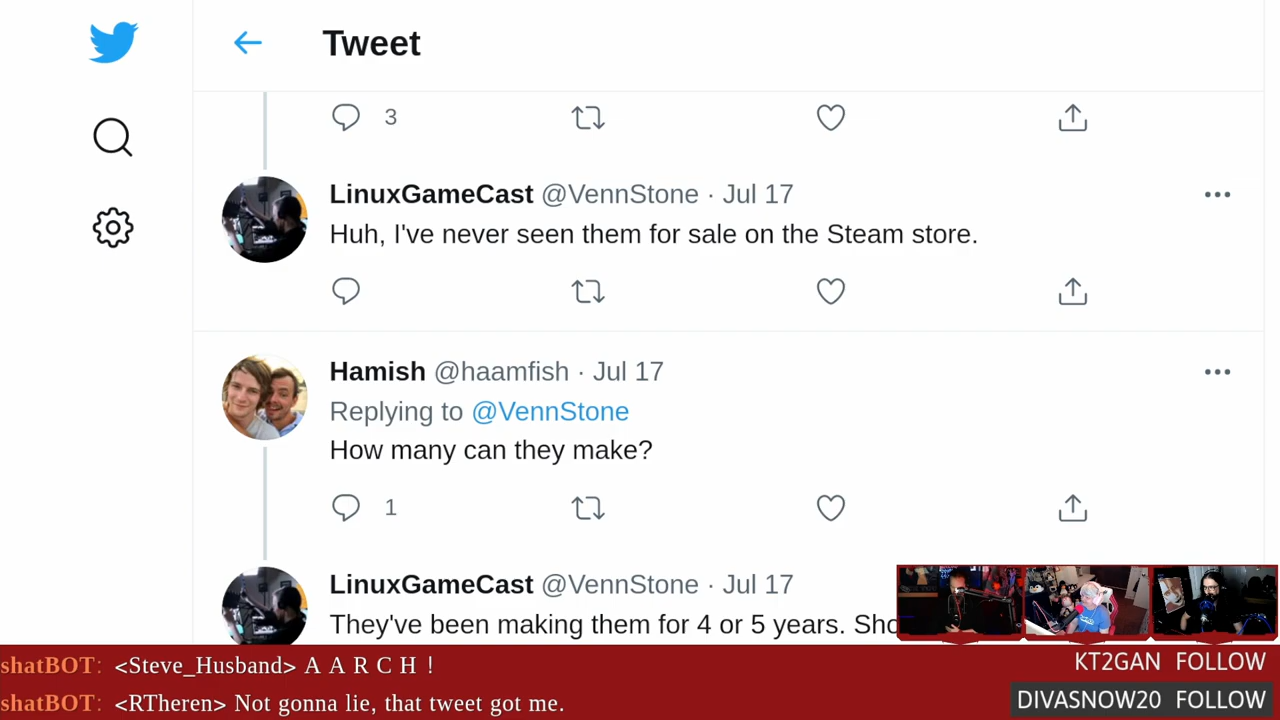 Tweet
3
LinuxGameCast @VennStone · Jul 17
Huh, I've never seen them for sale on the Steam store.
Hamish @haamfish · Jul 17
Replying to @VennStone
How many can they make?
1
LinuxGameCast @VennStone · Jul 17
They've been making them for 4 or 5 years. Sho
shatBOT: <Steve_Husband> A A R C H !
KT2GAN FOLLOW
shatBOT: <RTheren> Not gonna lie, that tweet got me.
DIVASNOW20 FOLLOW